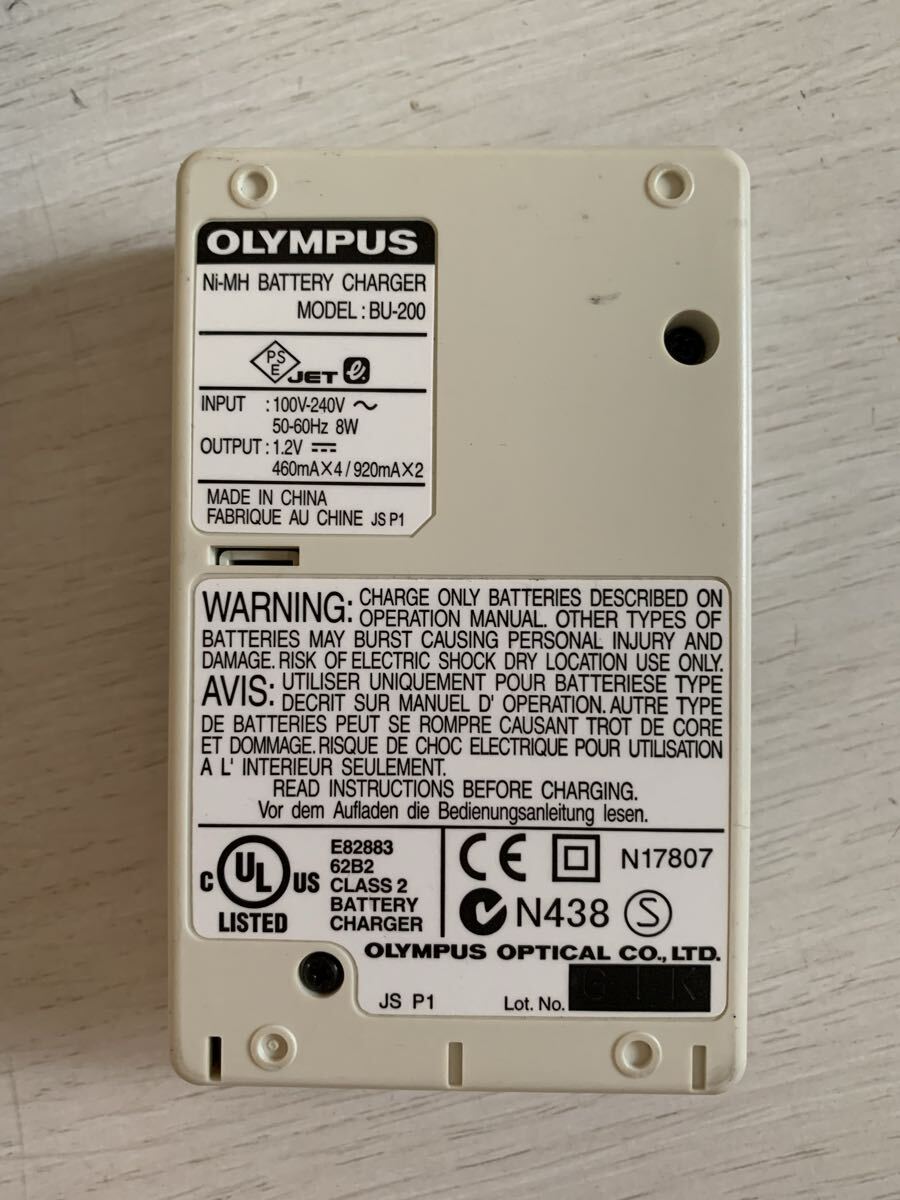 OLYMPUS
Ni-MH BATTERY CHARGER
MODEL : BU-200
PS
E
JET e
INPUT : 100V-240V ~
50-60Hz 8W
OUTPUT : 1.2V ⎓
460mA×4 / 920mA×2
MADE IN CHINA
FABRIQUE AU CHINE JS P1
WARNING: CHARGE ONLY BATTERIES DESCRIBED ON
OPERATION MANUAL. OTHER TYPES OF
BATTERIES MAY BURST CAUSING PERSONAL INJURY AND
DAMAGE. RISK OF ELECTRIC SHOCK DRY LOCATION USE ONLY.
AVIS: UTILISER UNIQUEMENT POUR BATTERIESE TYPE
DECRIT SUR MANUEL D' OPERATION. AUTRE TYPE
DE BATTERIES PEUT SE ROMPRE CAUSANT TROT DE CORE
ET DOMMAGE. RISQUE DE CHOC ELECTRIQUE POUR UTILISATION
A L' INTERIEUR SEULEMENT.
READ INSTRUCTIONS BEFORE CHARGING.
Vor dem Aufladen die Bedienungsanleitung lesen.
C UL US
LISTED
E82883
62B2
CLASS 2
BATTERY
CHARGER
CE N17807
N438 S
OLYMPUS OPTICAL CO., LTD.
JS P1 Lot. No.